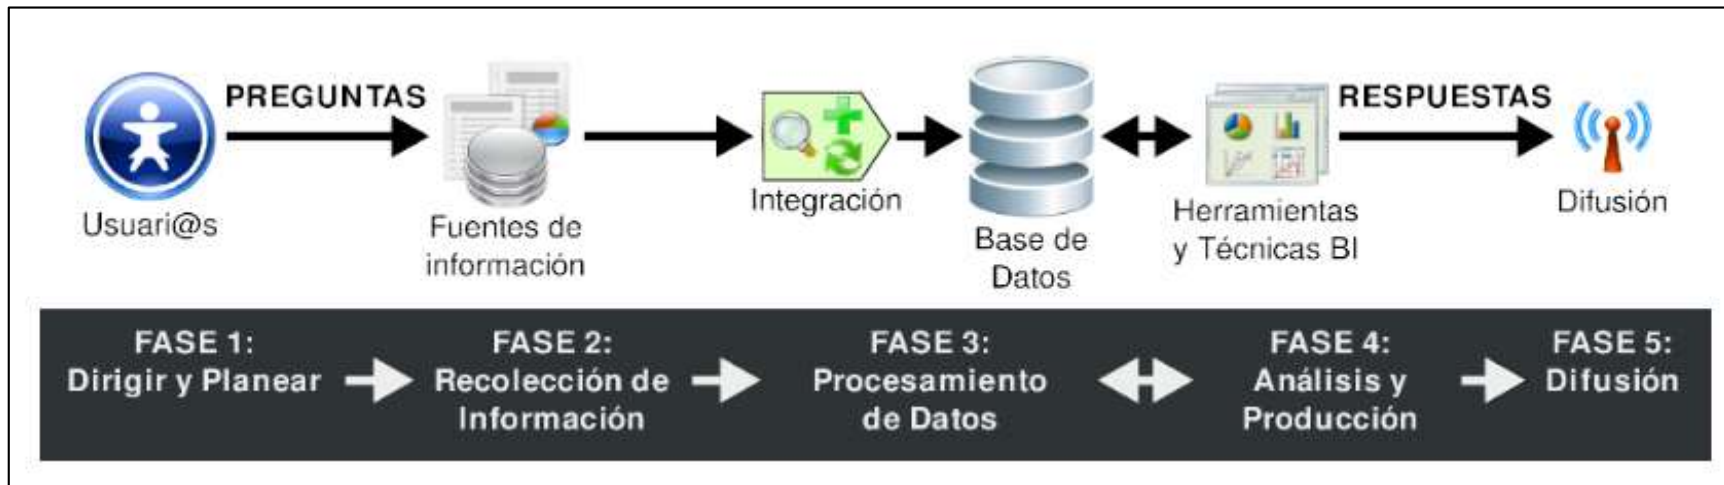 PREGUNTAS
RESPUESTAS
Usuari@s
Fuentes de
información
Integración
Base de
Datos
Herramientas
y Técnicas BI
Difusión
FASE 1:
Dirigir y Planear
FASE 2:
Recolección de
Información
FASE 3:
Procesamiento
de Datos
FASE 4:
Análisis y
Producción
FASE 5:
Difusión